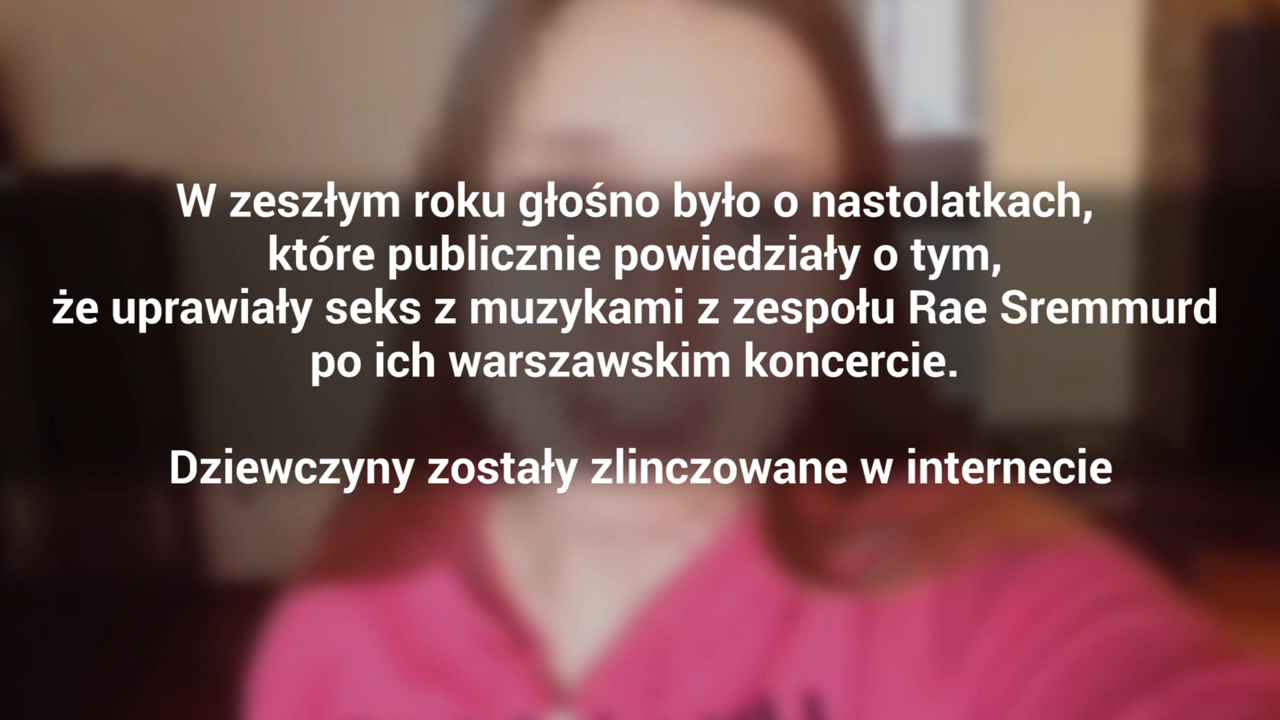 W zeszłym roku głośno było o nastolatkach,
które publicznie powiedziały o tym,
że uprawiały seks z muzykami z zespołu Rae Sremmurd
po ich warszawskim koncercie.
Dziewczyny zostały zlinczowane w internecie